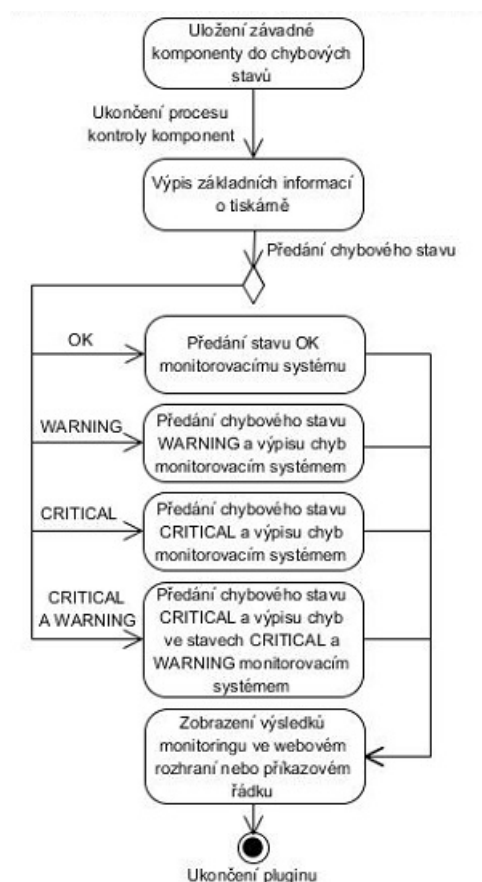 Uložení závadné
komponenty do chybových
stavů
Ukončení procesu
kontroly komponent
Výpis základních informací
o tiskárně
Předání chybového stavu
OK
Předání stavu OK
monitorovacímu systému
WARNING
Předání chybového stavu
WARNING a výpisu chyb
monitorovacím systémem
CRITICAL
Předání chybového stavu
CRITICAL a výpisu chyb
monitorovacím systémem
CRITICAL
A WARNING
Předání chybového stavu
CRITICAL a výpisu chyb
ve stavech CRITICAL a
WARNING monitorovacím
systémem
Zobrazení výsledků
monitoringu ve webovém
rozhraní nebo příkazovém
řádku
Ukončení pluginu